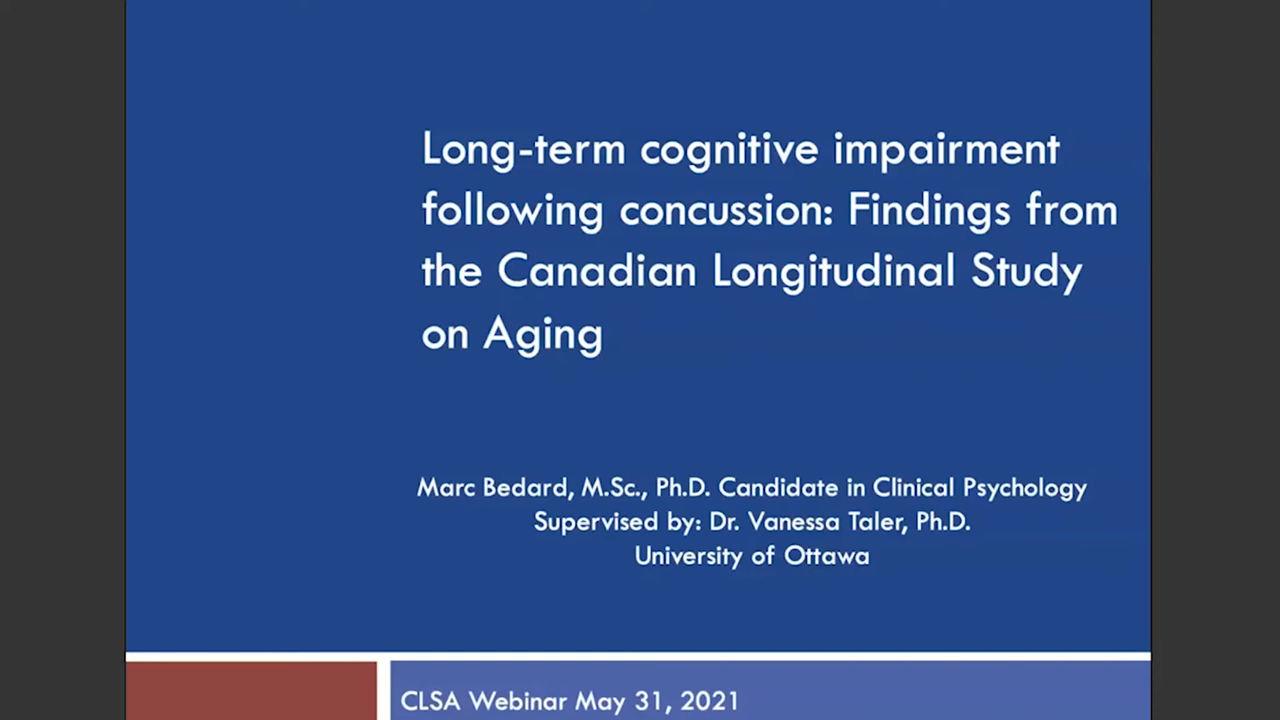 Long-term cognitive impairment
following concussion: Findings from
the Canadian Longitudinal Study
on Aging
Marc Bedard, M.Sc., Ph.D. Candidate in Clinical Psychology
Supervised by: Dr. Vanessa Taler, Ph.D.
University of Ottawa
CLSA Webinar May 31, 2021